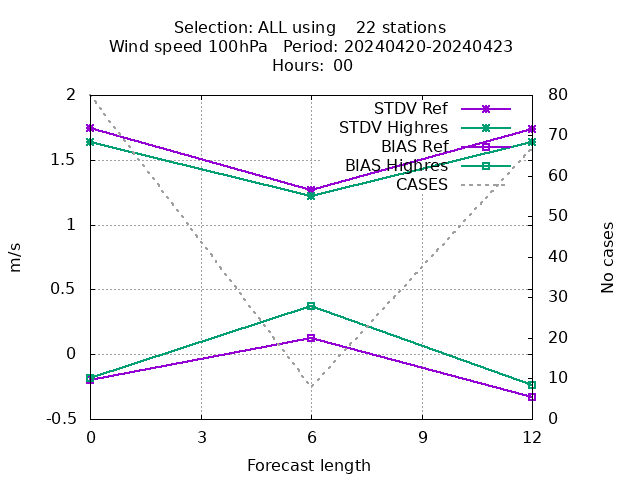 Selection: ALL using    22 stations
Wind speed 100hPa   Period: 20240420-20240423
Hours:  00
STDV Ref
STDV Highres
BIAS Ref
BIAS Highres
CASES
2
1.5
1
0.5
0
-0.5
80
70
60
50
40
30
20
10
0
m/s
No cases
0 3 6 9 12
Forecast length